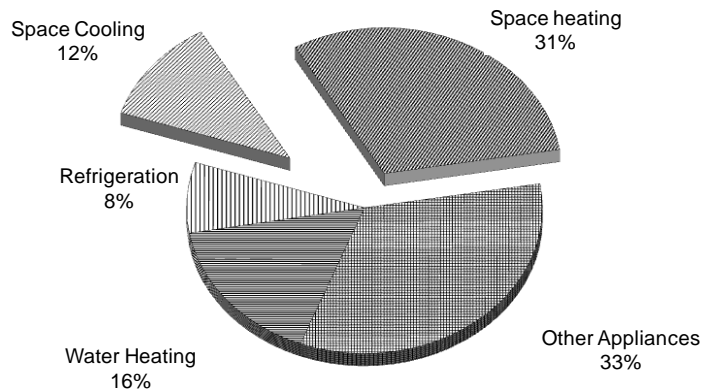 Space Cooling
12%
Space heating
31%
Refrigeration
8%
Water Heating
16%
Other Appliances
33%